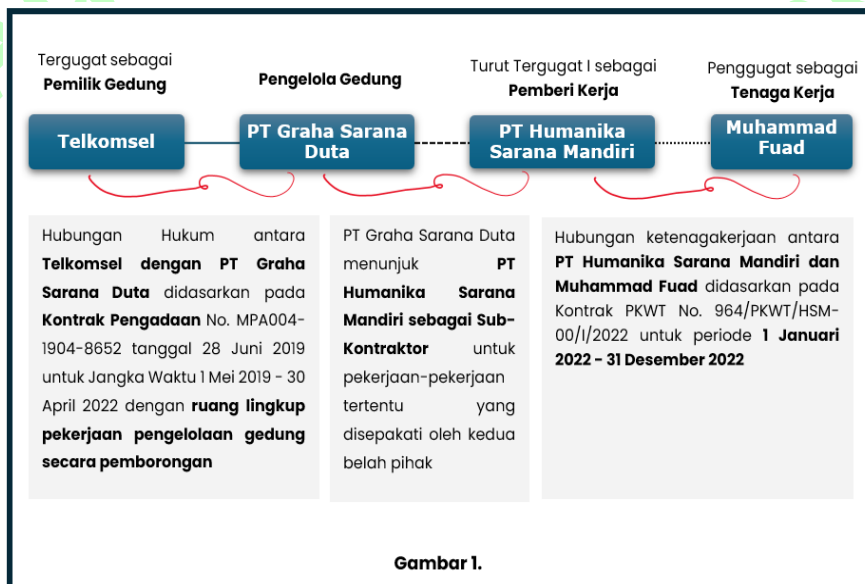 Tergugat sebagai
Pemilik Gedung
Pengelola Gedung
Turut Tergugat I sebagai
Pemberi Kerja
Penggugat sebagai
Tenaga Kerja
Telkomsel
PT Graha Sarana
Duta
PT Humanika
Sarana Mandiri
Muhammad
Fuad
Hubungan Hukum antara
Telkomsel dengan PT Graha
Sarana Duta didasarkan pada
Kontrak Pengadaan No. MPA004-
1904-8652 tanggal 28 Juni 2019
untuk Jangka Waktu 1 Mei 2019 - 30
April 2022 dengan ruang lingkup
pekerjaan pengelolaan gedung
secara pemborongan
PT Graha Sarana Duta
menunjuk PT
Humanika Sarana
Mandiri sebagai Sub-
Kontraktor untuk
pekerjaan-pekerjaan
tertentu yang
disepakati oleh kedua
belah pihak
Hubungan ketenagakerjaan antara
PT Humanika Sarana Mandiri dan
Muhammad Fuad didasarkan pada
Kontrak PKWT No. 964/PKWT/HSM-
00/I/2022 untuk periode 1 Januari
2022 - 31 Desember 2022
Gambar 1.